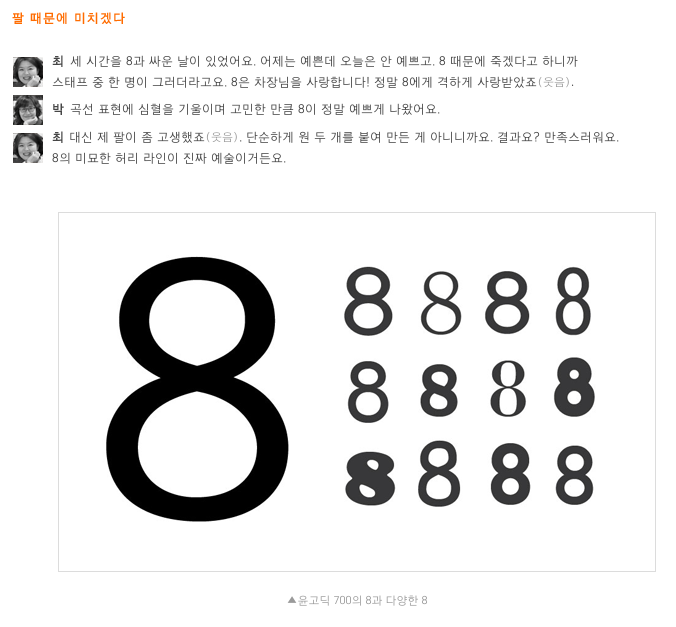 팔 때문에 미치겠다
최 세 시간을 8과 싸운 날이 있었어요. 어제는 예쁜데 오늘은 안 예쁘고. 8 때문에 죽겠다고 하니까
스태프 중 한 명이 그러더라고요. 8은 차장님을 사랑합니다! 정말 8에게 격하게 사랑받았죠(웃음).
박 곡선 표현에 심혈을 기울이며 고민한 만큼 8이 정말 예쁘게 나왔어요.
최 대신 제 팔이 좀 고생했죠(웃음). 단순하게 원 두 개를 붙여 만든 게 아니니까요. 결과요? 만족스러워요.
8의 미묘한 허리 라인이 진짜 예술이거든요.
8
8 8 8 8
8 8 8 8
8 8 8 8
▲윤고딕 700의 8과 다양한 8